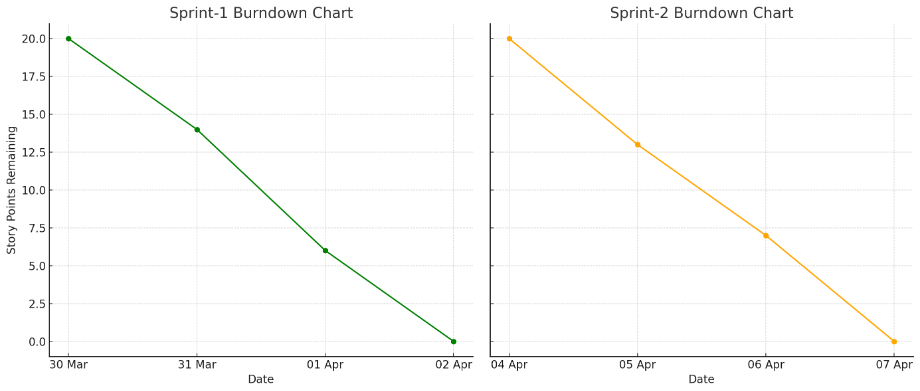 Sprint-1 Burndown Chart
Story Points Remaining
20.0
17.5
15.0
12.5
10.0
7.5
5.0
2.5
0.0
30 Mar 31 Mar 01 Apr 02 Apr
Date
Sprint-2 Burndown Chart
04 Apr 05 Apr 06 Apr 07 Apr
Date